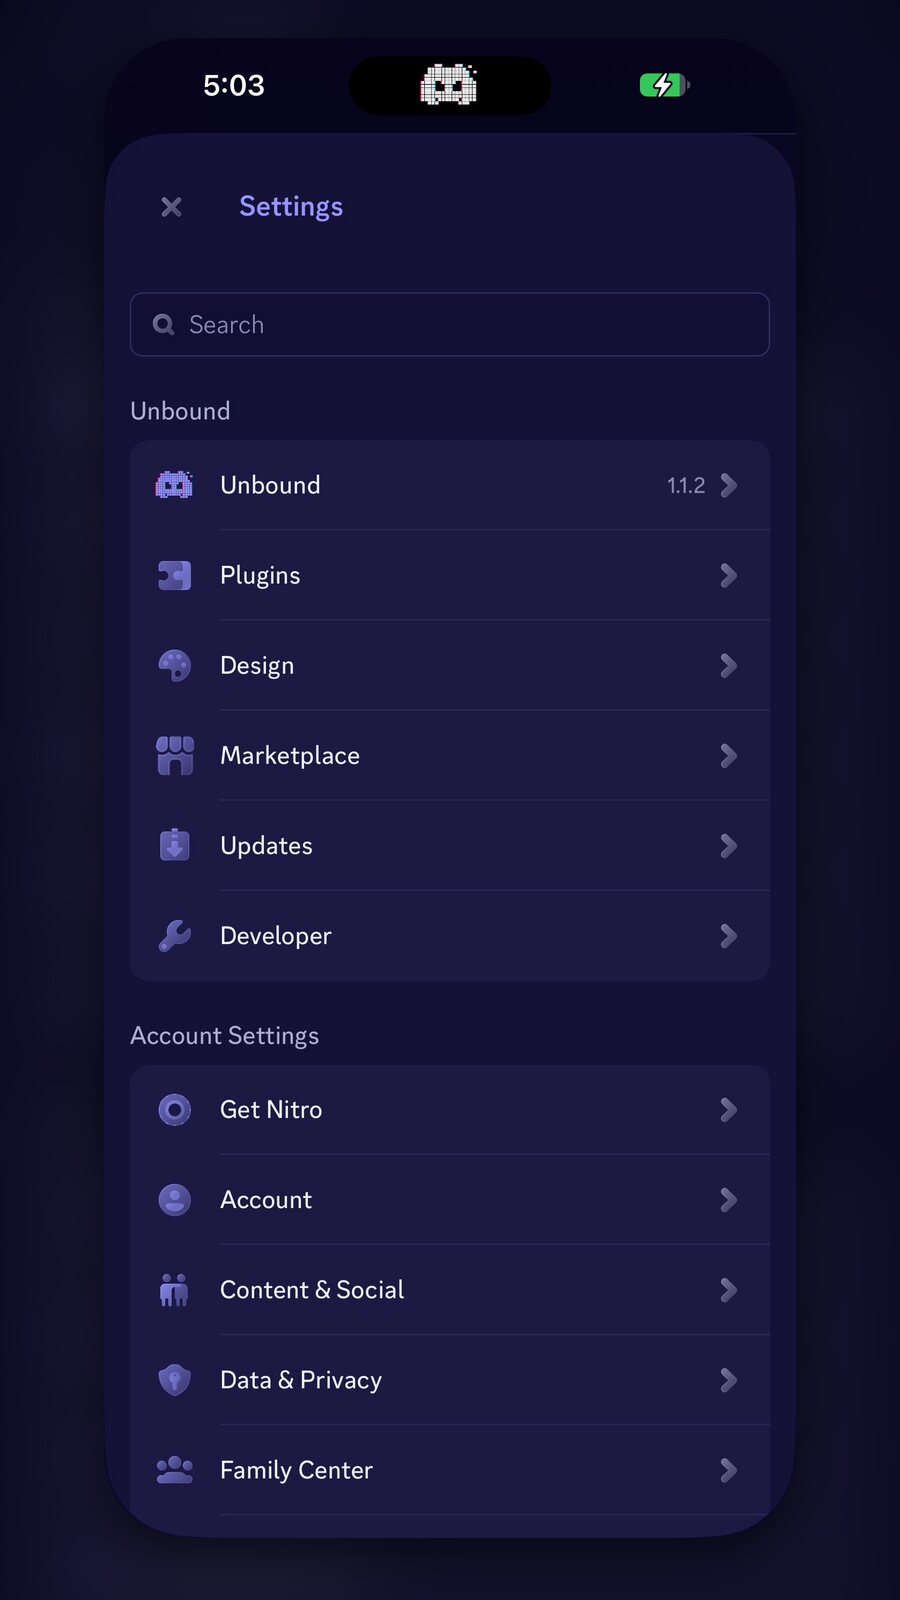 5:03
Settings
Search
Unbound
Unbound 1.1.2
Plugins
Design
Marketplace
Updates
Developer
Account Settings
Get Nitro
Account
Content & Social
Data & Privacy
Family Center